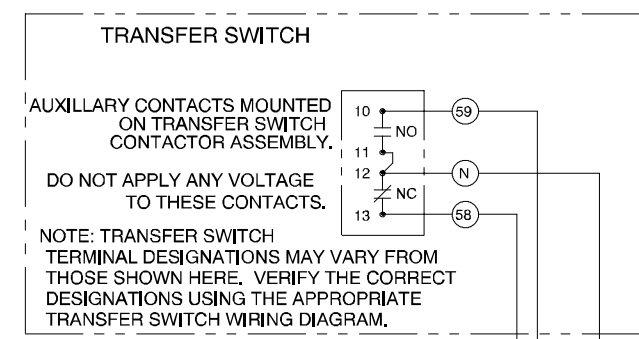 TRANSFER SWITCH
AUXILLARY CONTACTS MOUNTED
ON TRANSFER SWITCH
CONTACTOR ASSEMBLY.
DO NOT APPLY ANY VOLTAGE
TO THESE CONTACTS.
10
NO
11
12
NC
13
59
N
58
NOTE: TRANSFER SWITCH
TERMINAL DESIGNATIONS MAY VARY FROM
THOSE SHOWN HERE. VERIFY THE CORRECT
DESIGNATIONS USING THE APPROPRIATE
TRANSFER SWITCH WIRING DIAGRAM.